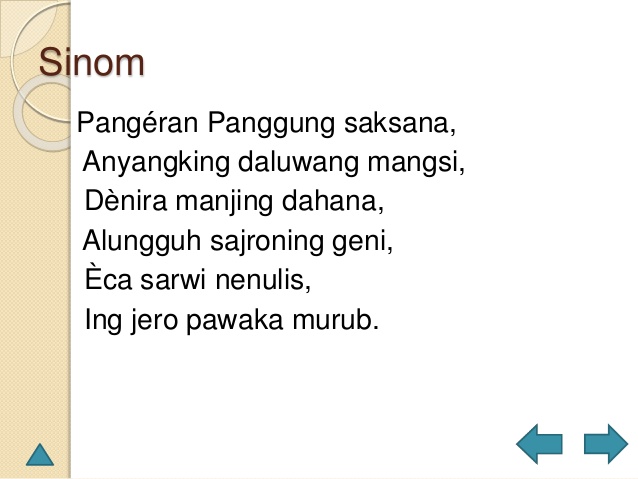 Sinom
Pangéran Panggung saksana,
Anyangking daluwang mangsi,
Dènira manjing dahana,
Alungguh sajroning geni,
Èca sarwi nenulis,
Ing jero pawaka murub.